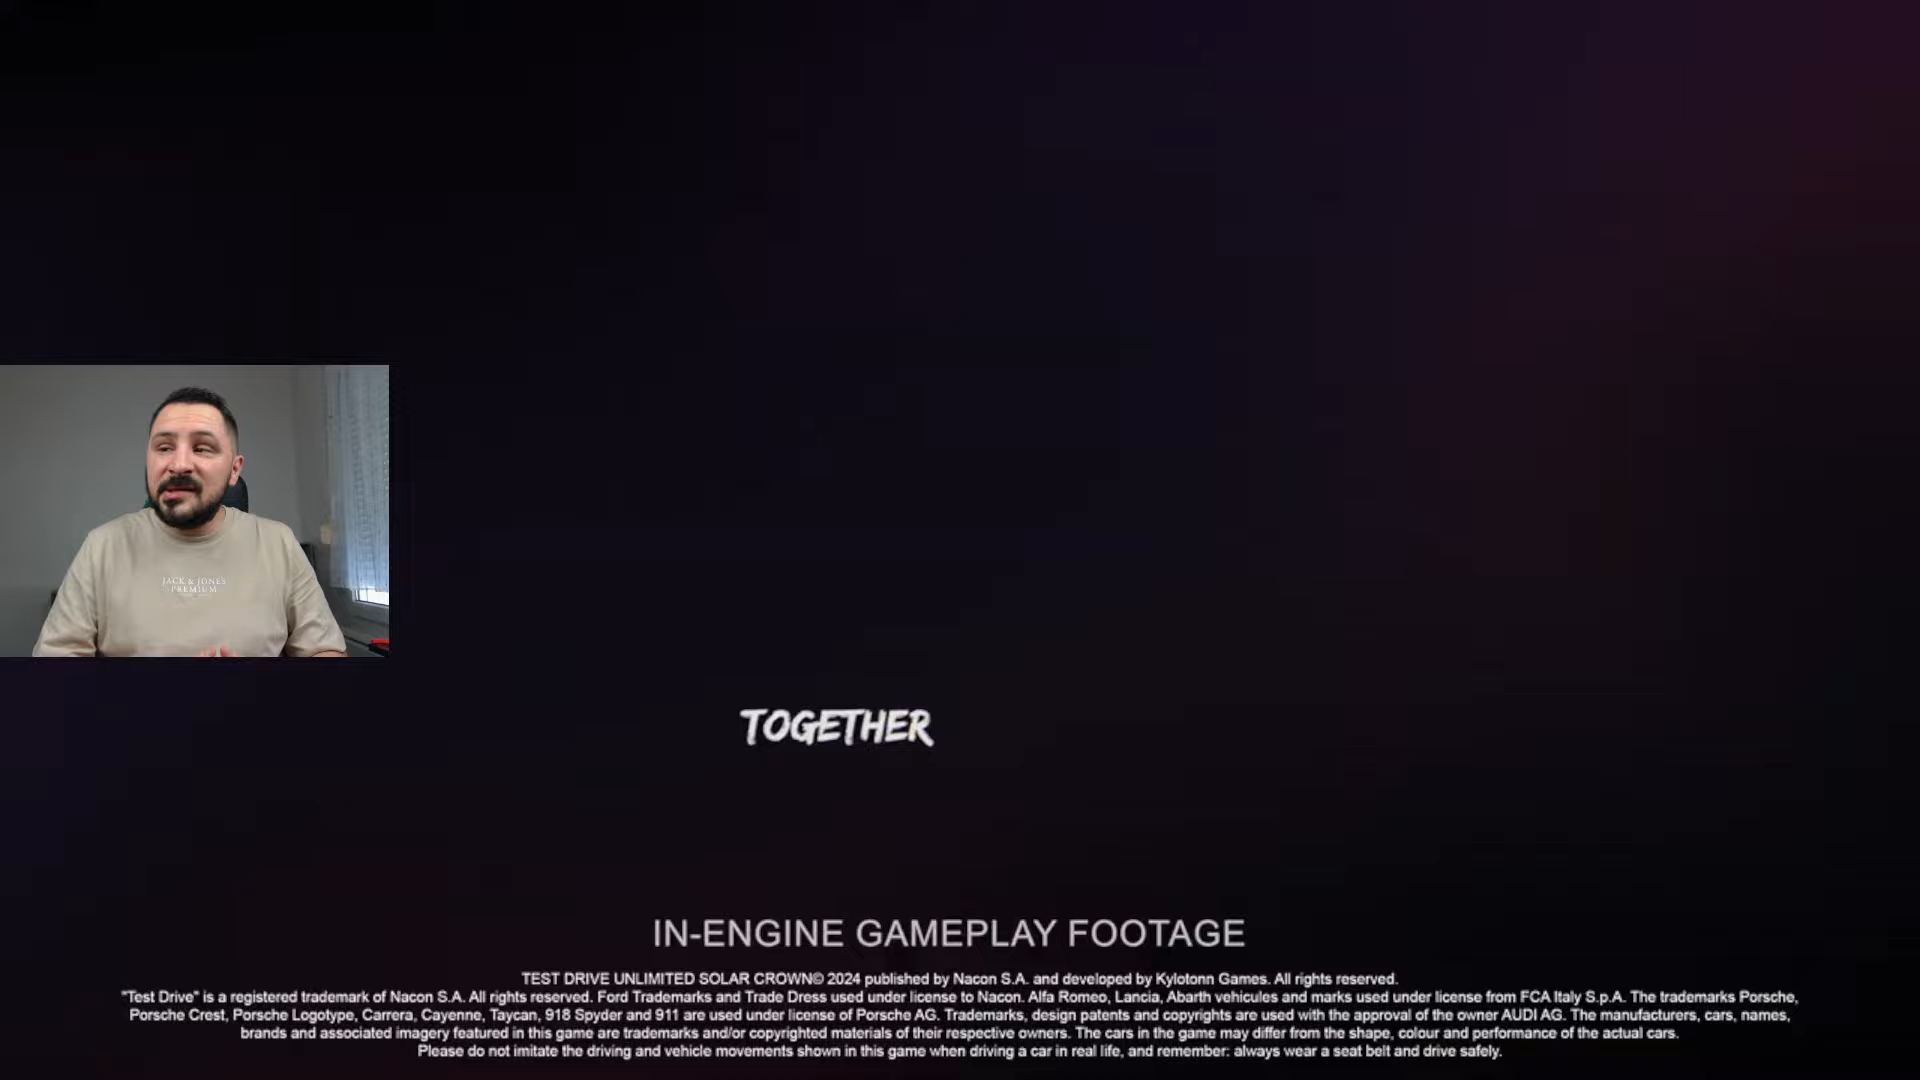 JACK & JONES
PREMIUM
TOGETHER
IN-ENGINE GAMEPLAY FOOTAGE
TEST DRIVE UNLIMITED SOLAR CROWN© 2024 published by Nacon S.A. and developed by Kylotonn Games. All rights reserved.
"Test Drive" is a registered trademark of Nacon S.A. All rights reserved. Ford Trademarks and Trade Dress used under license to Nacon. Alfa Romeo, Lancia, Abarth vehicules and marks used under license from FCA Italy S.p.A. The trademarks Porsche,
Porsche Crest, Porsche Logotype, Carrera, Cayenne, Taycan, 918 Spyder and 911 are used under license of Porsche AG. Trademarks, design patents and copyrights are used with the approval of the owner AUDI AG. The manufacturers, cars, names,
brands and associated imagery featured in this game are trademarks and/or copyrighted materials of their respective owners. The cars in the game may differ from the shape, colour and performance of the actual cars.
Please do not imitate the driving and vehicle movements shown in this game when driving a car in real life, and remember: always wear a seat belt and drive safely.